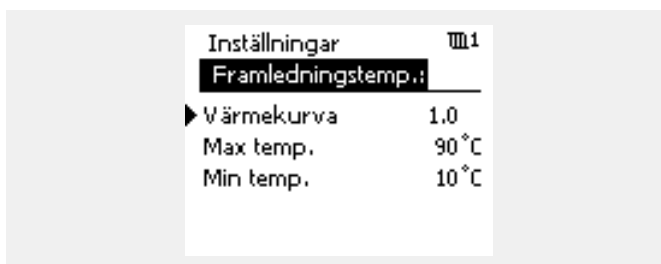 Inställningar 1
Framledningstemp.:
Värmekurva 1.0
Max temp. 90°C
Min temp. 10°C